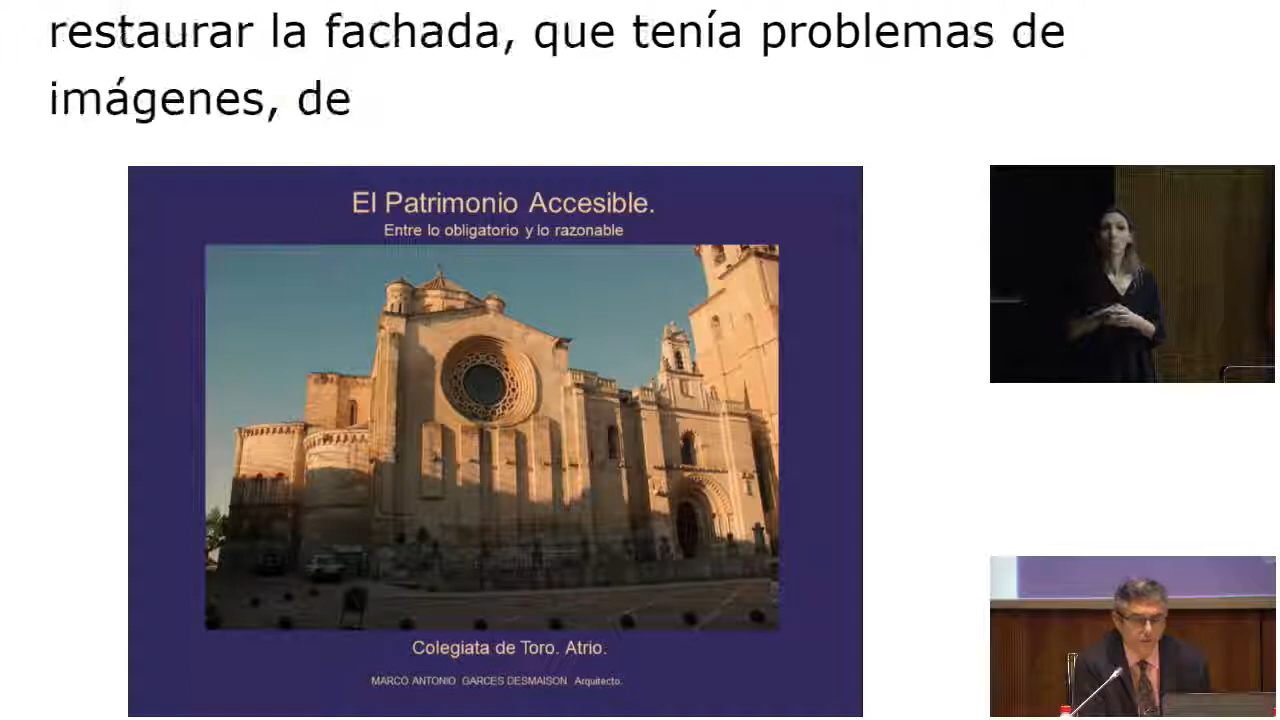 restaurar la fachada, que tenía problemas de
imágenes, de
El Patrimonio Accesible.
Entre lo obligatorio y lo razonable
Colegiata de Toro. Atrio.
MARCO ANTONIO GARCES DESMAISON Arquitecto.